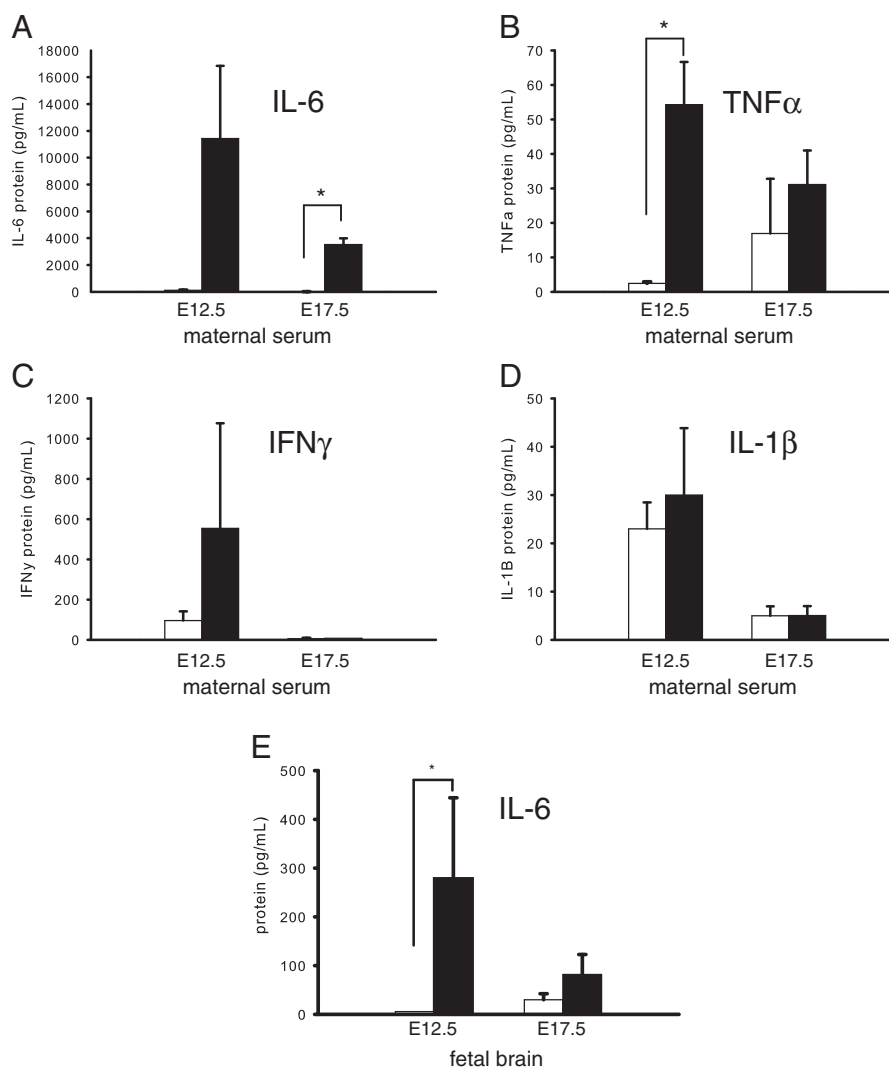 A
18000
16000
14000
12000
10000
8000
6000
4000
2000
0
IL-6 protein (pg/mL)
IL-6
*
E12.5 E17.5
maternal serum
B
70
60
50
40
30
20
10
0
TNFa protein (pg/mL)
*
TNFα
E12.5 E17.5
maternal serum
C
1200
1000
800
600
400
200
0
IFNy protein (pg/mL)
IFNγ
E12.5 E17.5
maternal serum
D
50
40
30
20
10
0
IL-1B protein (pg/mL)
IL-1β
E12.5 E17.5
maternal serum
E
500
400
300
200
100
0
protein (pg/mL)
*
IL-6
E12.5 E17.5
fetal brain